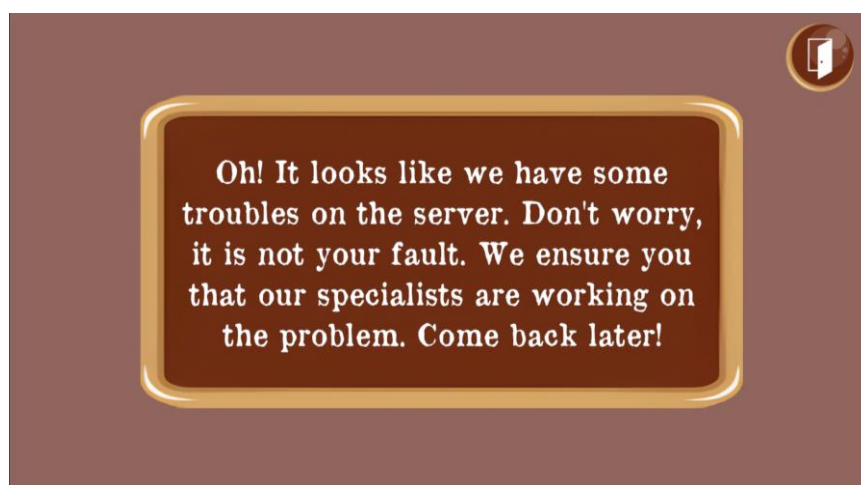 Oh! It looks like we have some
troubles on the server. Don't worry,
it is not your fault. We ensure you
that our specialists are working on
the problem. Come back later!